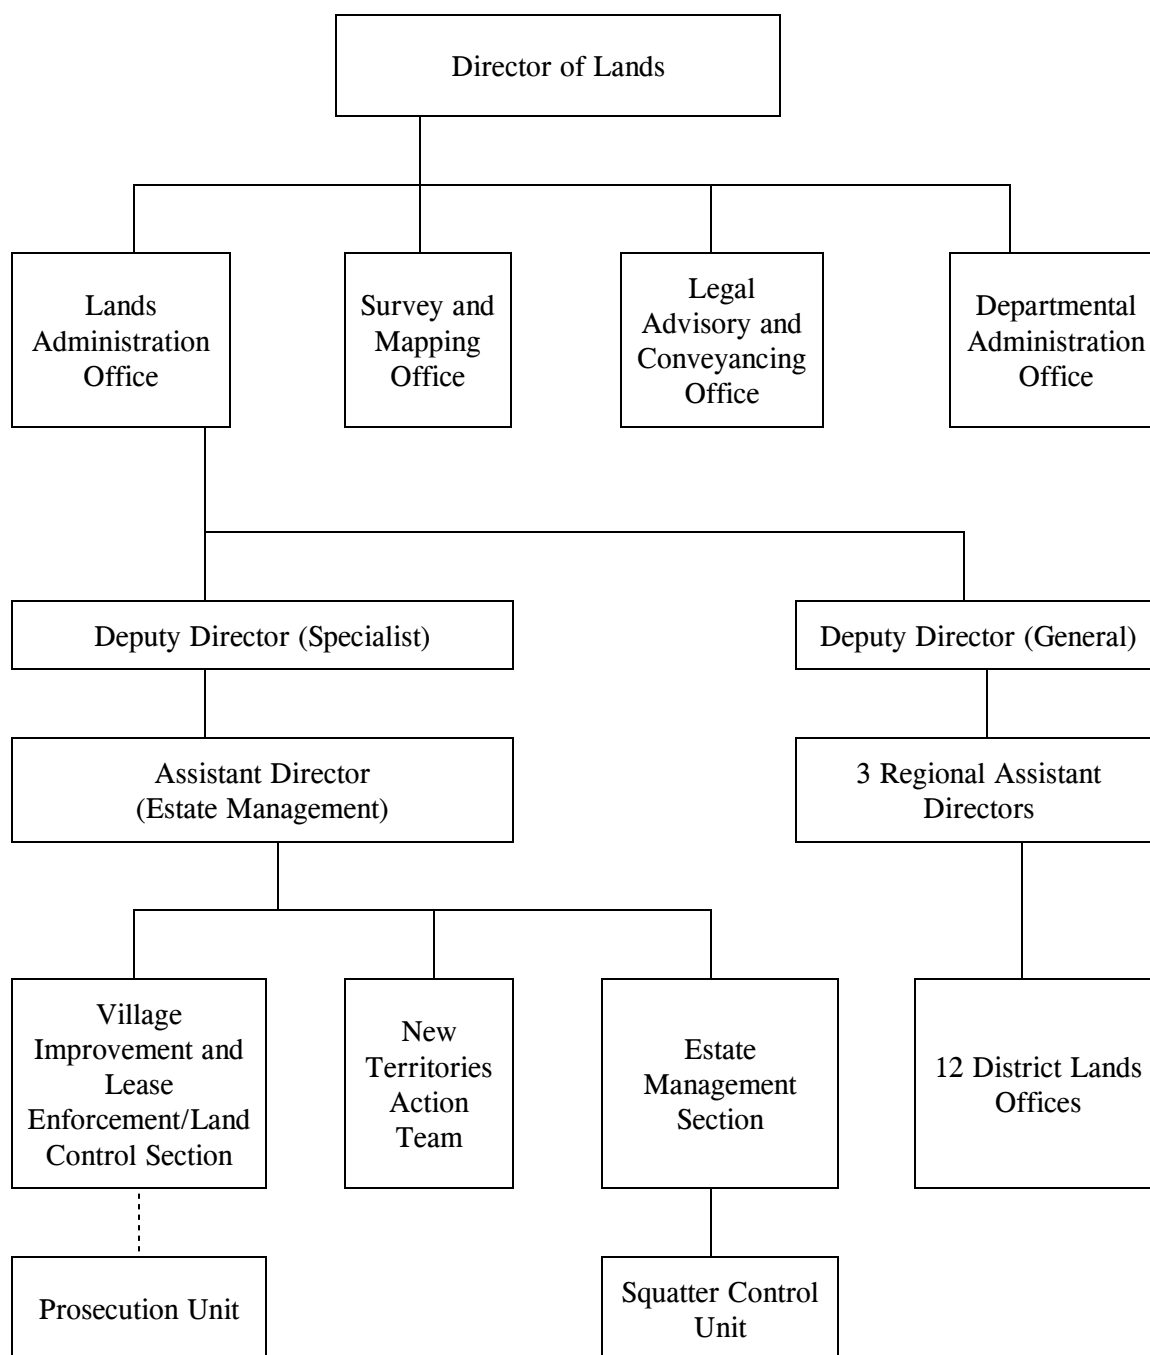 Director of Lands
Lands
Administration
Office
Survey and
Mapping
Office
Legal
Advisory and
Conveyancing
Office
Departmental
Administration
Office
Deputy Director (Specialist)
Deputy Director (General)
Assistant Director
(Estate Management)
3 Regional Assistant
Directors
Village
Improvement and
Lease
Enforcement/Land
Control Section
New
Territories
Action
Team
Estate
Management
Section
12 District Lands
Offices
Prosecution Unit
Squatter Control
Unit